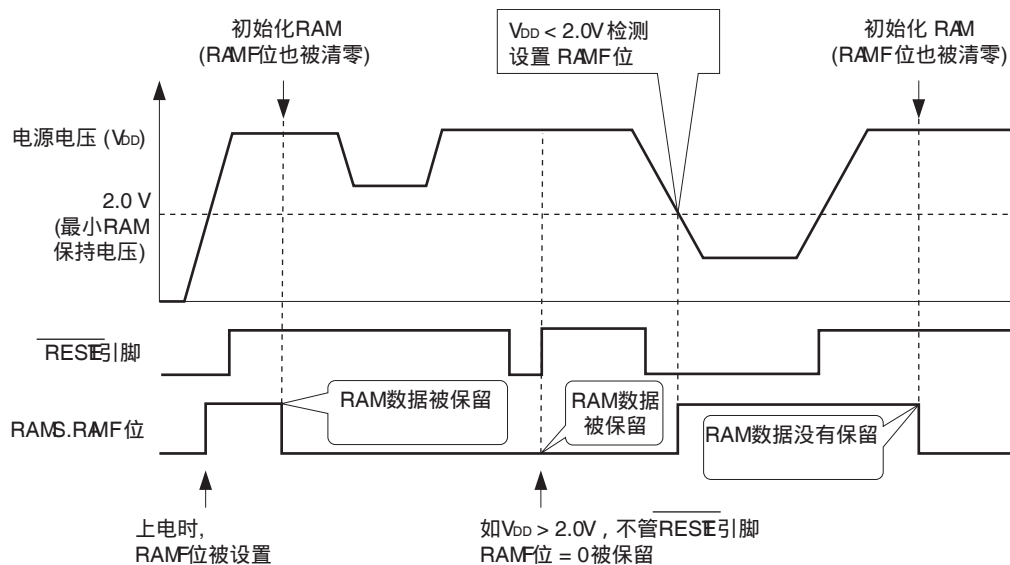 初始化RAM
(RAMF位也被清零)
VDD < 2.0V 检测
设置 RAMF位
初始化 RAM
(RAMF位也被清零)
电源电压 (VDD)
2.0 V
(最小RAM
保持电压)
RESET引脚
RAMS.RAMF位
RAM数据被保留
RAM数据
被保留
RAM数据没有保留
上电时,
RAMF位被设置
如VDD > 2.0V , 不管RESET引脚
RAMF位 = 0被保留